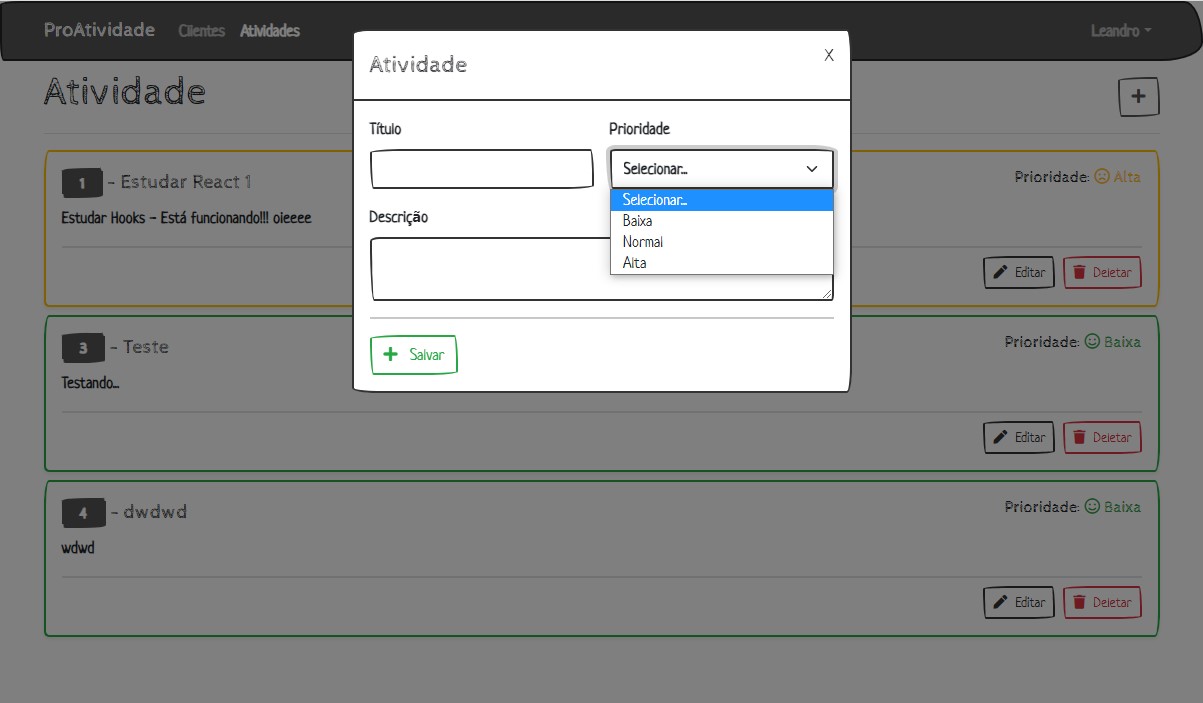 ProAtividade Clientes Atividades Leandro
Atividade
+
Atividade X
Título Prioridade
Selecionar...
Selecionar...
Baixa
Normal
Alta
Descrição
+ Salvar
1 - Estudar React 1 Prioridade: Alta
Estudar Hooks - Está funcionando!!! oieeee
Editar Deletar
3 - Teste Prioridade: Baixa
Testando...
Editar Deletar
4 - dwdwd Prioridade: Baixa
wdwd
Editar Deletar